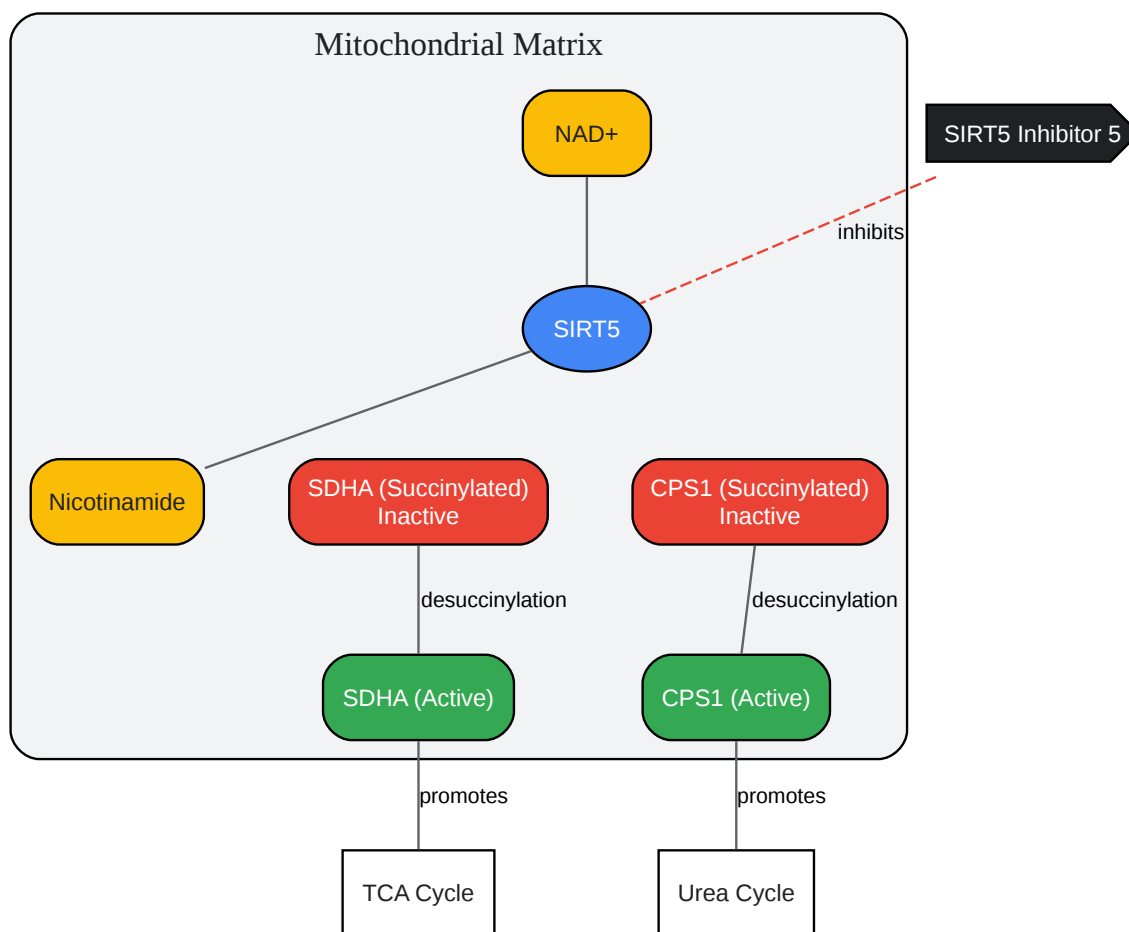 Mitochondrial Matrix
NAD+
SIRT5 Inhibitor 5
inhibits
SIRT5
Nicotinamide
SDHA (Succinylated)
Inactive
CPS1 (Succinylated)
Inactive
desuccinylation
desuccinylation
SDHA (Active)
CPS1 (Active)
promotes
promotes
TCA Cycle
Urea Cycle